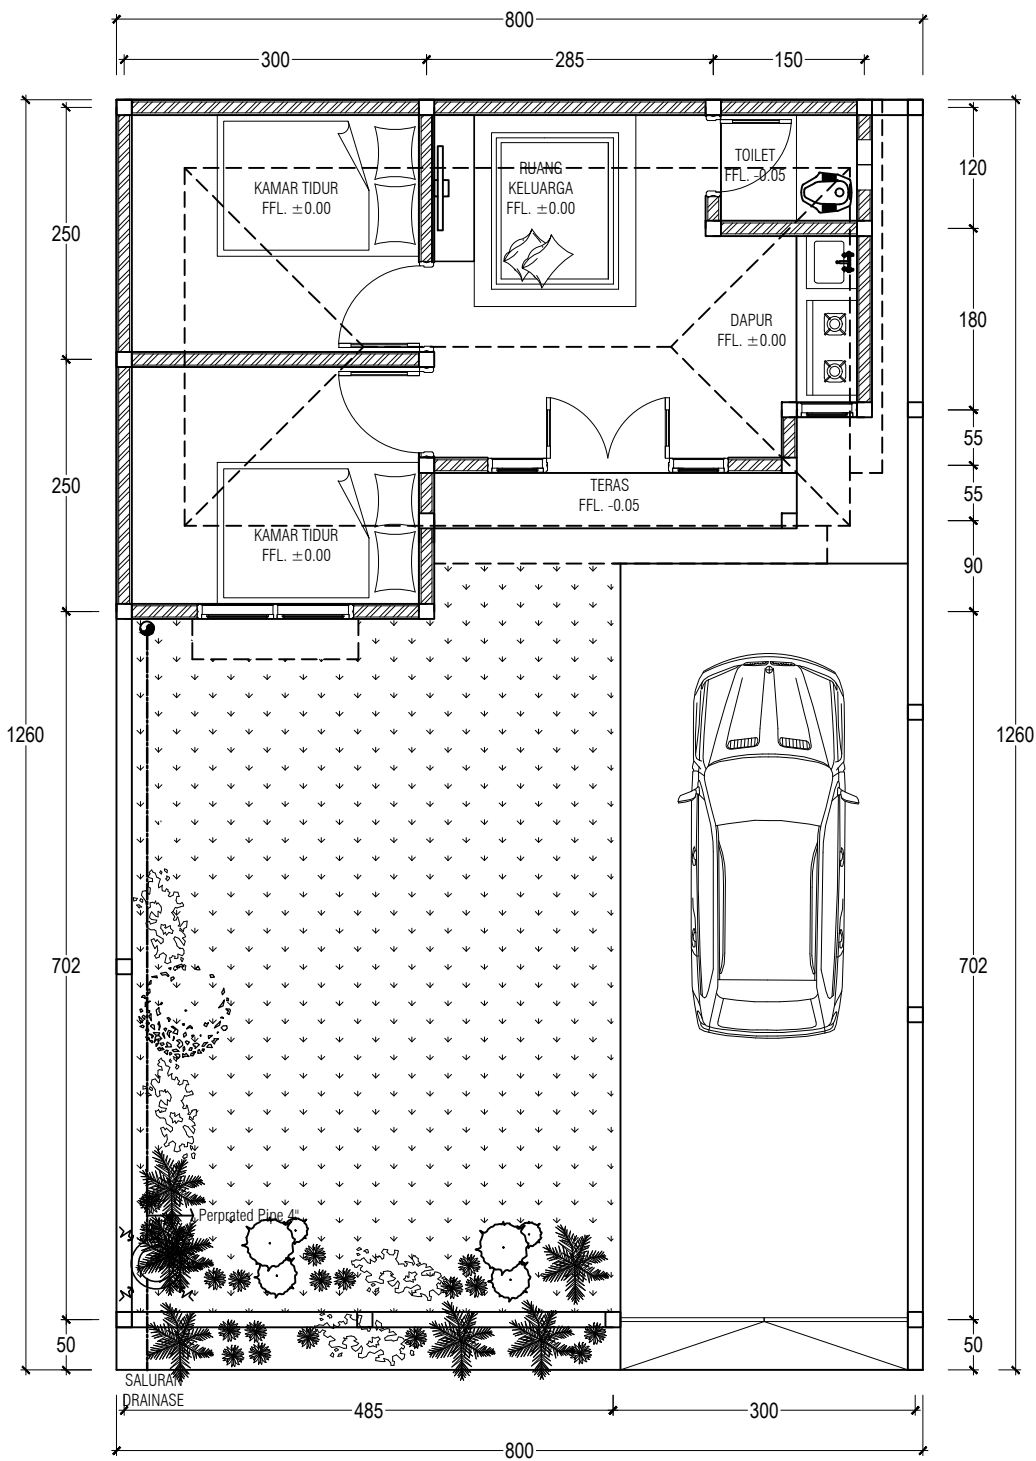 800
300
285
150
KAMAR TIDUR
FFL. ±0.00
RUANG
KELUARGA
FFL. ±0.00
TOILET
FFL. -0.05
120
250
DAPUR
FFL. ±0.00
180
55
250
TERAS
FFL. -0.05
55
KAMAR TIDUR
FFL. ±0.00
90
1260
1260
702
702
Perprated Pipe 4"
50
50
SALURAN
DRAINASE
485
300
800